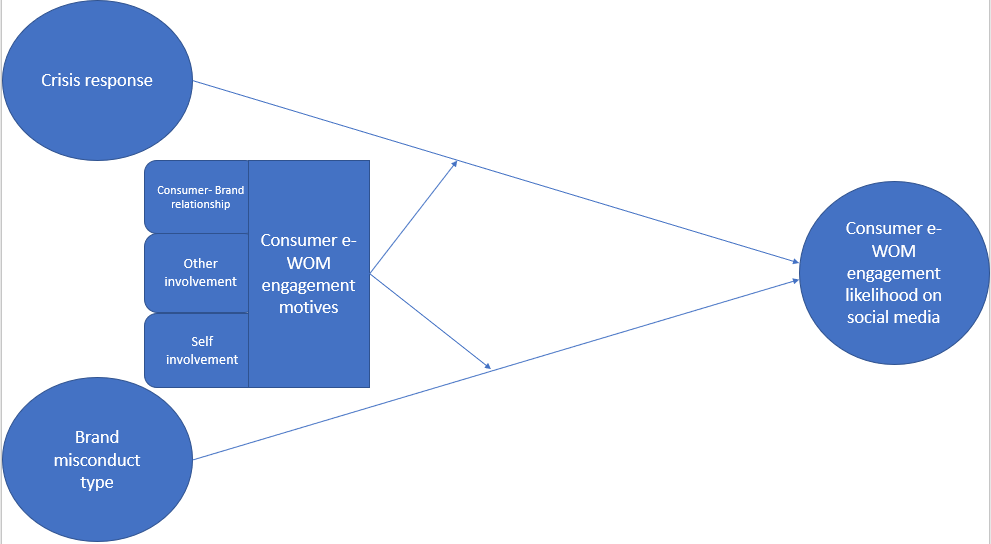 Crisis response
Consumer- Brand
relationship
Other
involvement
Self
involvement
Consumer e-
WOM
engagement
motives
Brand
misconduct
type
Consumer e-
WOM
engagement
likelihood on
social media